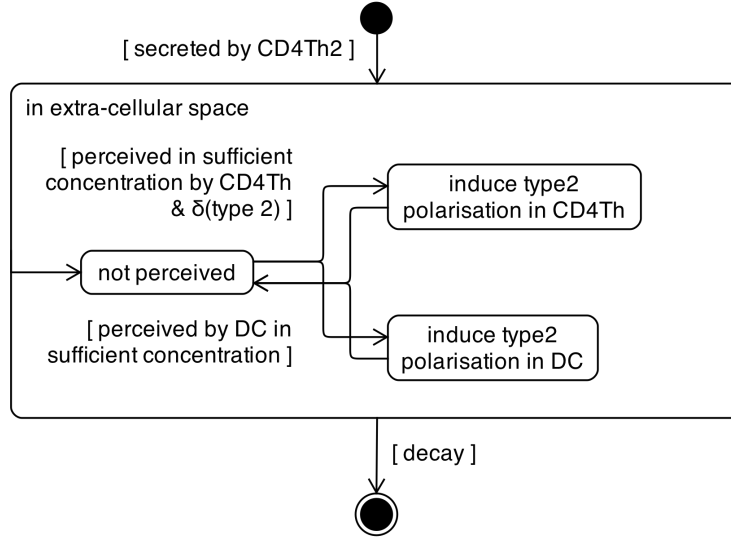 [ secreted by CD4Th2 ]
in extra-cellular space
[ perceived in sufficient
concentration by CD4Th
& δ(type 2) ]
induce type2
polarisation in CD4Th
not perceived
[ perceived by DC in
sufficient concentration ]
induce type2
polarisation in DC
[ decay ]